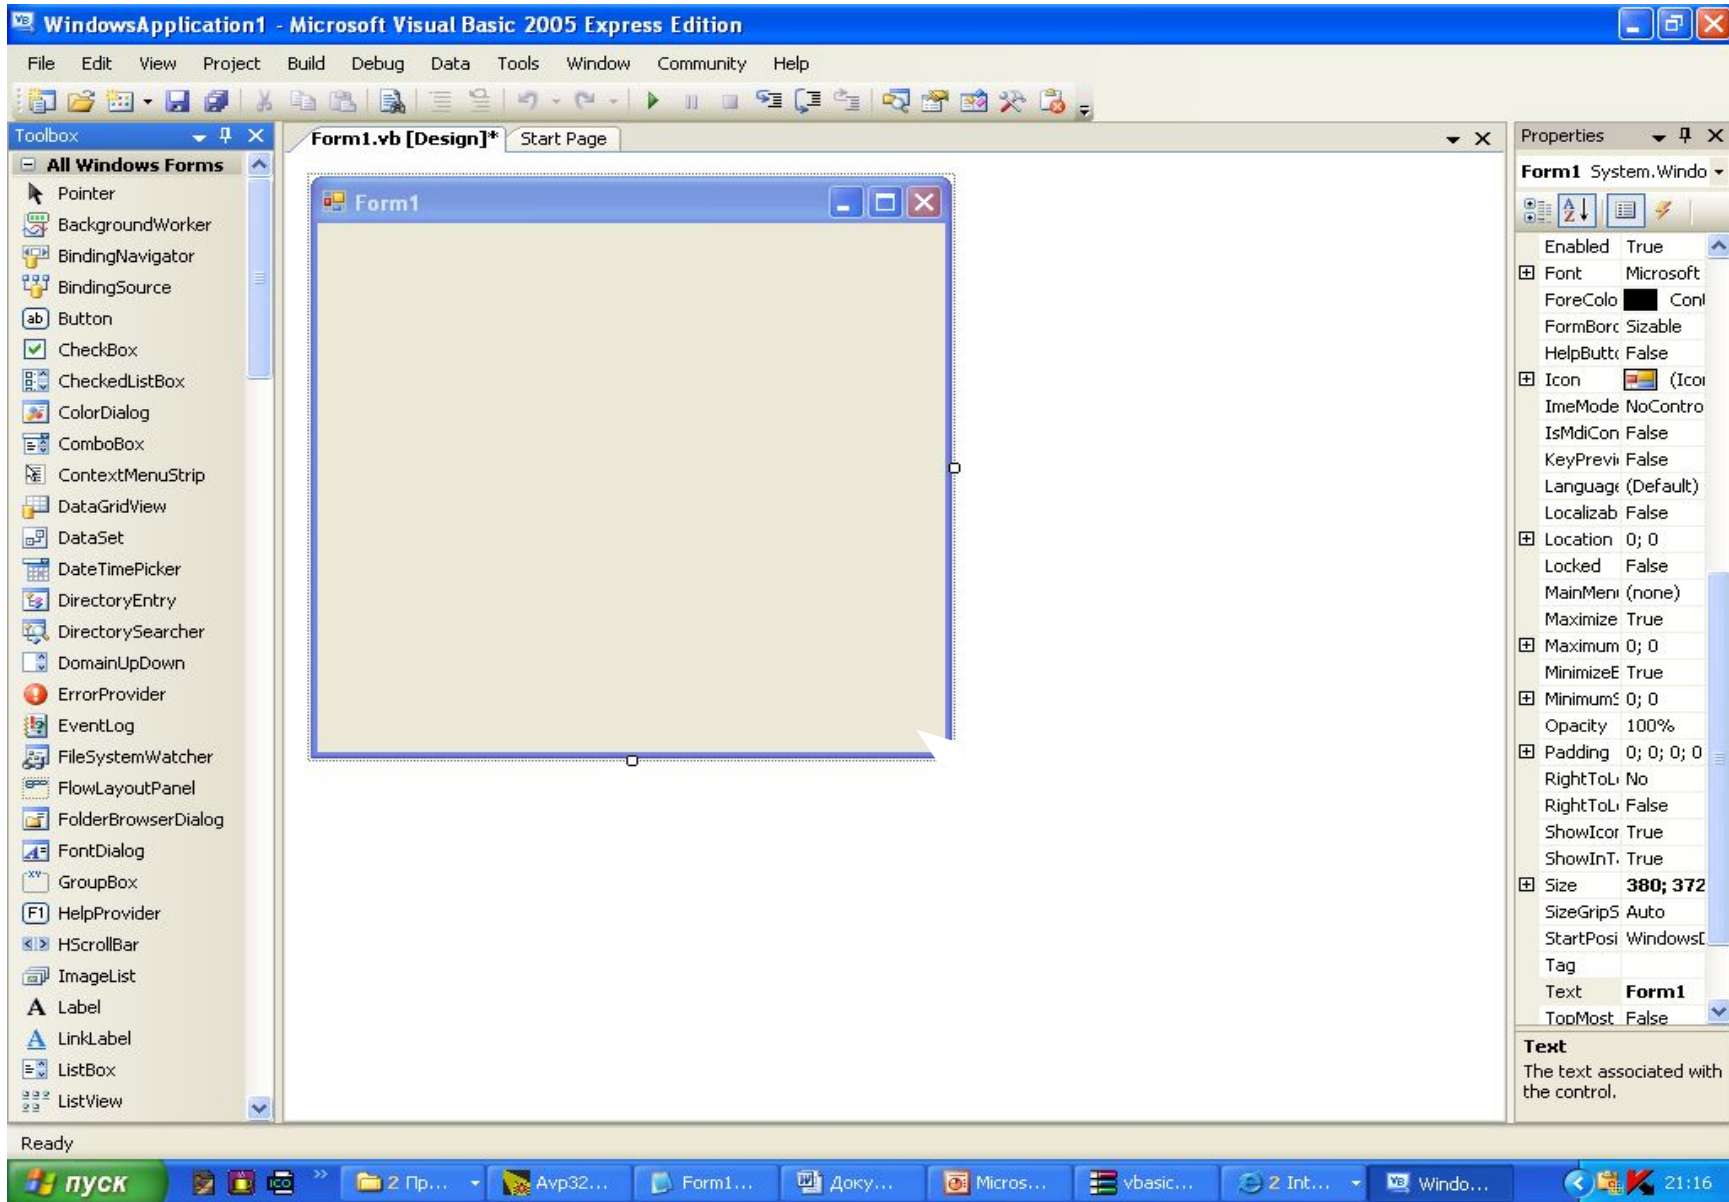 WindowsApplication1 - Microsoft Visual Basic 2005 Express Edition
File Edit View Project Build Debug Data Tools Window Community Help
Toolbox
All Windows Forms
Pointer
BackgroundWorker
BindingNavigator
BindingSource
Button
CheckBox
CheckedListBox
ColorDialog
ComboBox
ContextMenuStrip
DataGridView
DataSet
DateTimePicker
DirectoryEntry
DirectorySearcher
DomainUpDown
ErrorProvider
EventLog
FileSystemWatcher
FlowLayoutPanel
FolderBrowserDialog
FontDialog
GroupBox
HelpProvider
HScrollBar
ImageList
Label
LinkLabel
ListBox
ListView
Form1.vb [Design]* Start Page
Form1
Properties
Form1 System.Windo
Enabled True
Font Microsoft
ForeColo Cont
FormBorc Sizable
HelpButtc False
Icon (Icon
ImeMode NoContro
IsMdiCon False
KeyPrevi False
Language (Default)
Localizab False
Location 0; 0
Locked False
MainMenu (none)
Maximize True
Maximum 0; 0
MinimizeE True
MinimumS 0; 0
Opacity 100%
Padding 0; 0; 0; 0
RightToL No
RightToL False
ShowIcor True
ShowInT True
Size 380; 372
SizeGripS Auto
StartPosi WindowsD
Tag
Text Form1
TopMost False
Text
The text associated with
the control.
Ready
пуск 2 Пр... Avp32... Form1... Доку... Micros... vbasic... 2 Int... Windo... 21:16